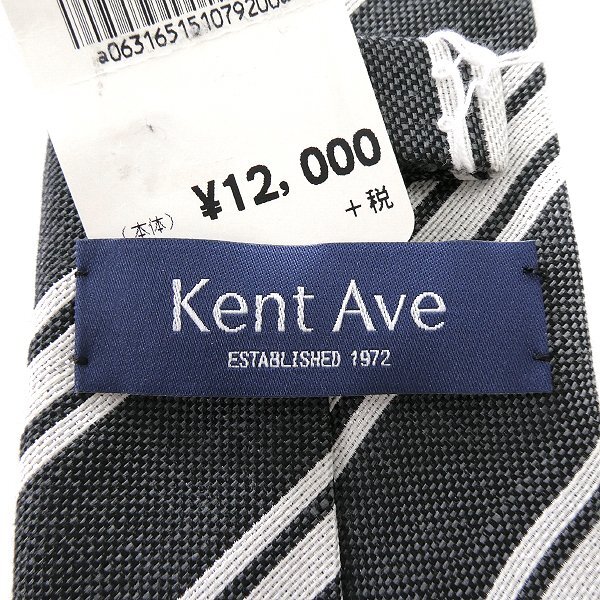 a063165151079200
(本体)
¥12,000
+税
Kent Ave
ESTABLISHED 1972